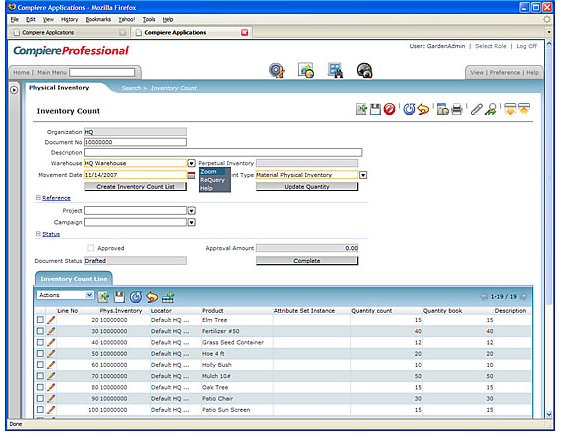 Compiere Applications - Mozilla Firefox
File Edit View History Bookmarks Yahoo! Tools Help
Compiere Applications Compiere Applications
Compiere Professional
User: GardenAdmin | Select Role | Log Off
Home | Main Menu
View | Preference | Help
Physical Inventory Search > Inventory Count
Inventory Count
Organization HQ
Document No 10000000
Description
Warehouse HQ Warehouse Perpetual Inventory
Zoom
Movement Date 11/14/2007 ReQuery nt Type Material Physical Inventory
Help
Create Inventory Count List Update Quantity
Reference
Project
Campaign
Status
Approved Approval Amount 0.00
Document Status Drafted Complete
Inventory Count Line
Actions 1-19 / 19
Line No Phys.Inventory Locator Product Attribute Set Instance Quantity count Quantity book Description
20 10000000 Default HQ ... Elm Tree 15 15
30 10000000 Default HQ ... Fertilizer #50 40 40
40 10000000 Default HQ ... Grass Seed Container 12 12
50 10000000 Default HQ ... Hoe 4 ft 20 20
60 10000000 Default HQ ... Holly Bush 10 10
70 10000000 Default HQ ... Mulch 10# 50 50
80 10000000 Default HQ ... Oak Tree 15 15
90 10000000 Default HQ ... Patio Chair 30 30
100 10000000 Default HQ ... Patio Sun Screen 15 15
Done